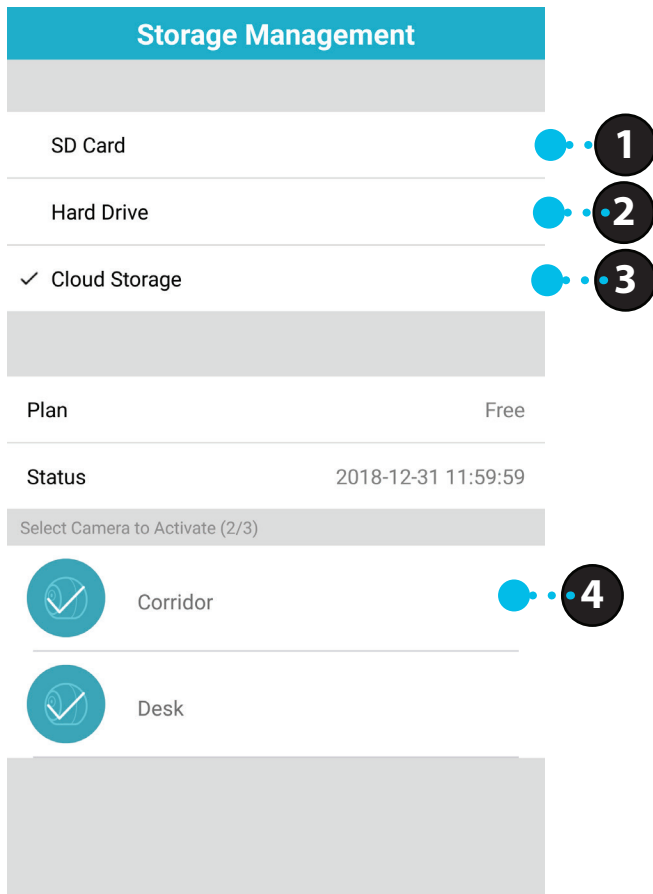 Storage Management
SD Card 1
Hard Drive 2
Cloud Storage 3
Plan Free
Status 2018-12-31 11:59:59
Select Camera to Activate (2/3)
Corridor 4
Desk